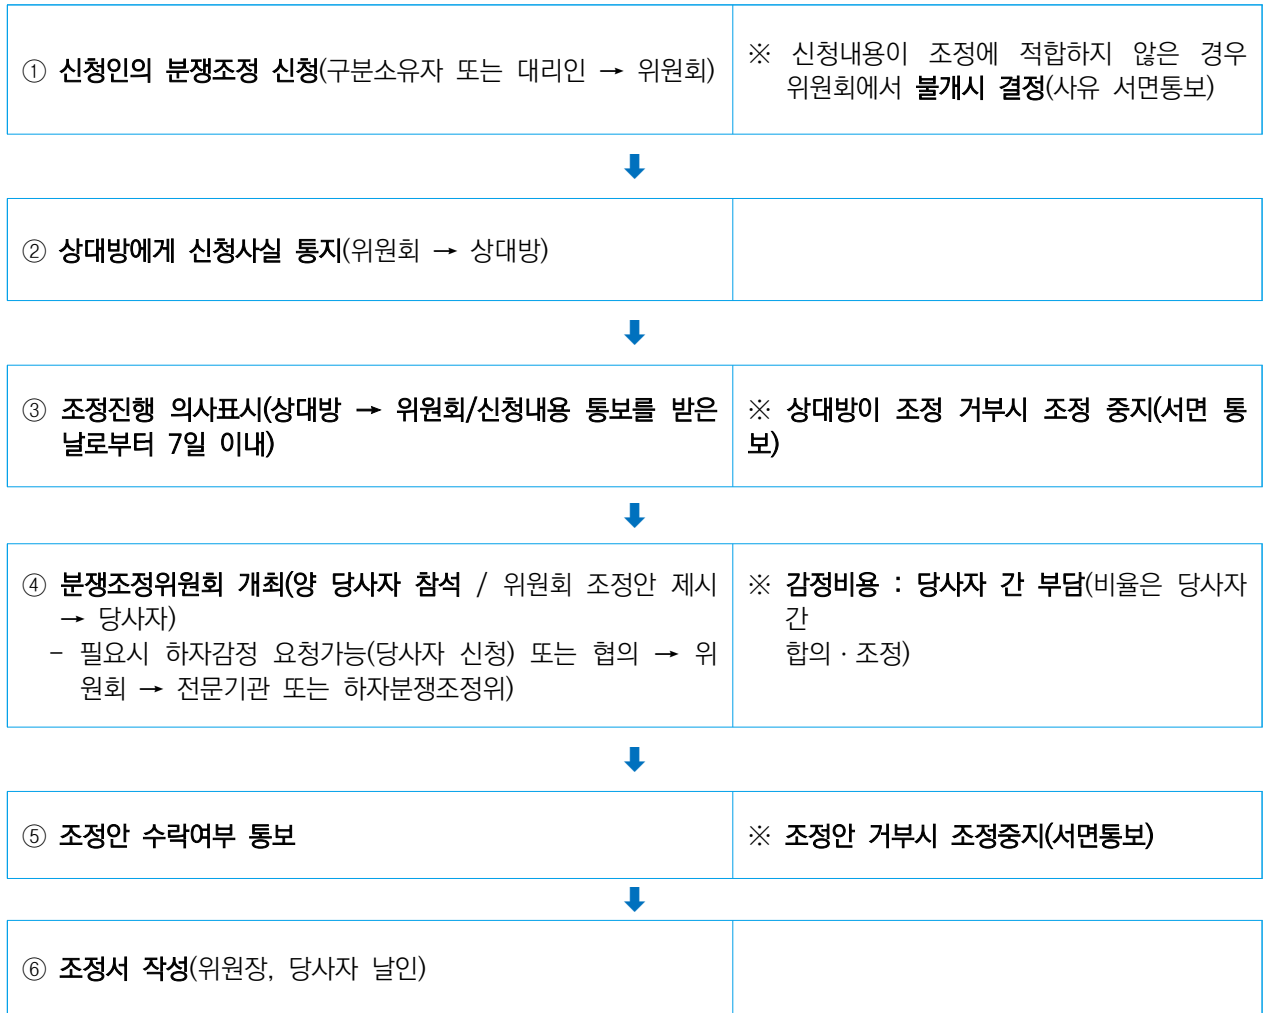 ① 신청인의 분쟁조정 신청(구분소유자 또는 대리인 → 위원회)
※ 신청내용이 조정에 적합하지 않은 경우
위원회에서 불개시 결정(사유 서면통보)
② 상대방에게 신청사실 통지(위원회 → 상대방)
③ 조정진행 의사표시(상대방 → 위원회/신청내용 통보를 받은
날로부터 7일 이내)
※ 상대방이 조정 거부시 조정 중지(서면 통
보)
④ 분쟁조정위원회 개최(양 당사자 참석 / 위원회 조정안 제시
→ 당사자)
- 필요시 하자감정 요청가능(당사자 신청) 또는 협의 → 위
원회 → 전문기관 또는 하자분쟁조정위)
※ 감정비용 : 당사자 간 부담(비율은 당사자
간
합의 · 조정)
⑤ 조정안 수락여부 통보
※ 조정안 거부시 조정중지(서면통보)
⑥ 조정서 작성(위원장, 당사자 날인)